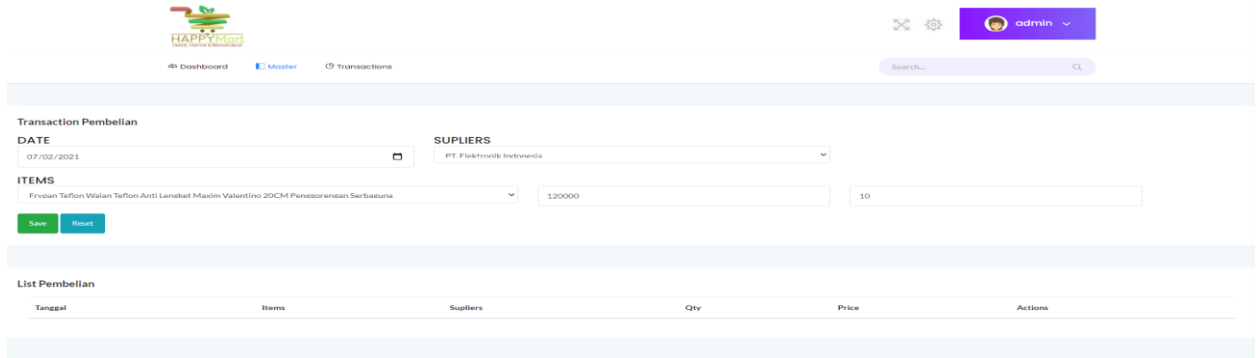 HAPPYMart
admin
Dashboard Master Transactions Search...
Transaction Pembelian
DATE SUPLIERS
07/02/2021 PT. Elektronik Indonesia
ITEMS
Frypan Teflon Wajan Teflon Anti Lengket Maxim Valentino 20CM Penggorengan Serbaguna 120000 10
Save Reset
List Pembelian
Tanggal Items Supliers Qty Price Actions